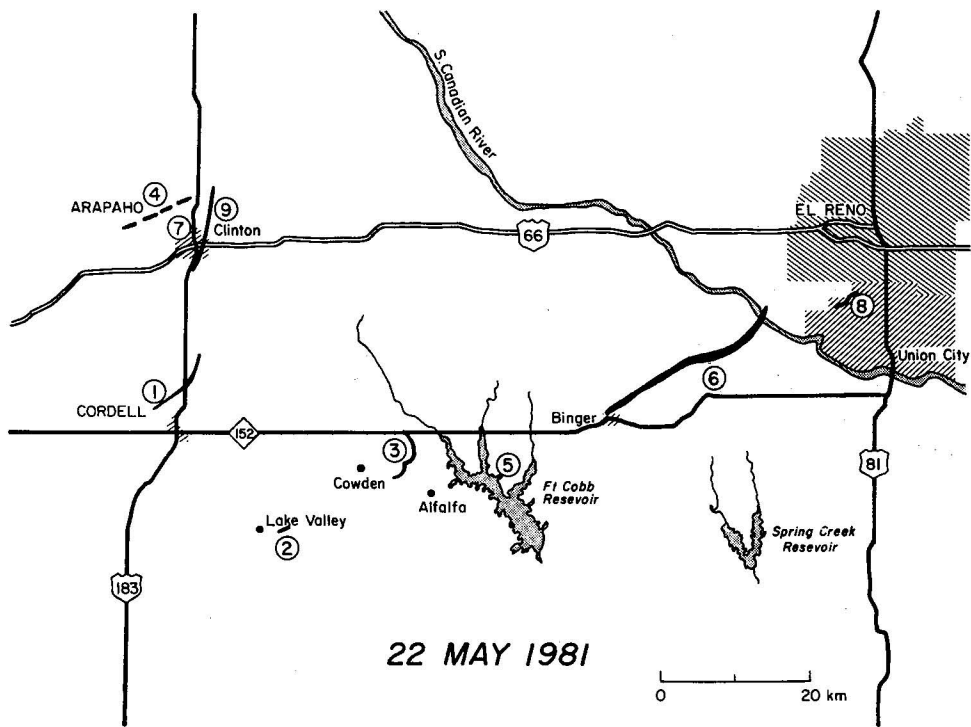 S. Canadian River
ARAPAHO
4
9
7
Clinton
66
EL RENO
8
Union City
1
CORDELL
152
Binger
6
3
Cowden
Alfalfa
5
Ft Cobb
Resevoir
81
Lake Valley
2
Spring Creek
Resevoir
183
22 MAY 1981
0
20 km